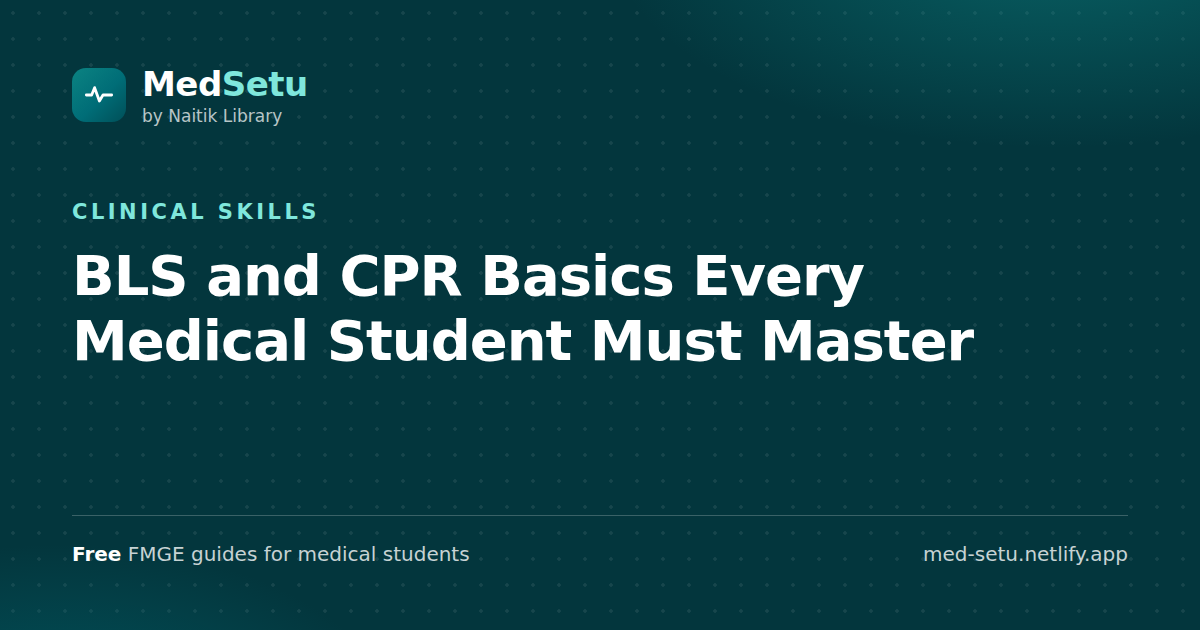 MedSetu
by Naitik Library
CLINICAL SKILLS
BLS and CPR Basics Every
Medical Student Must Master
Free FMGE guides for medical students
med-setu.netlify.app